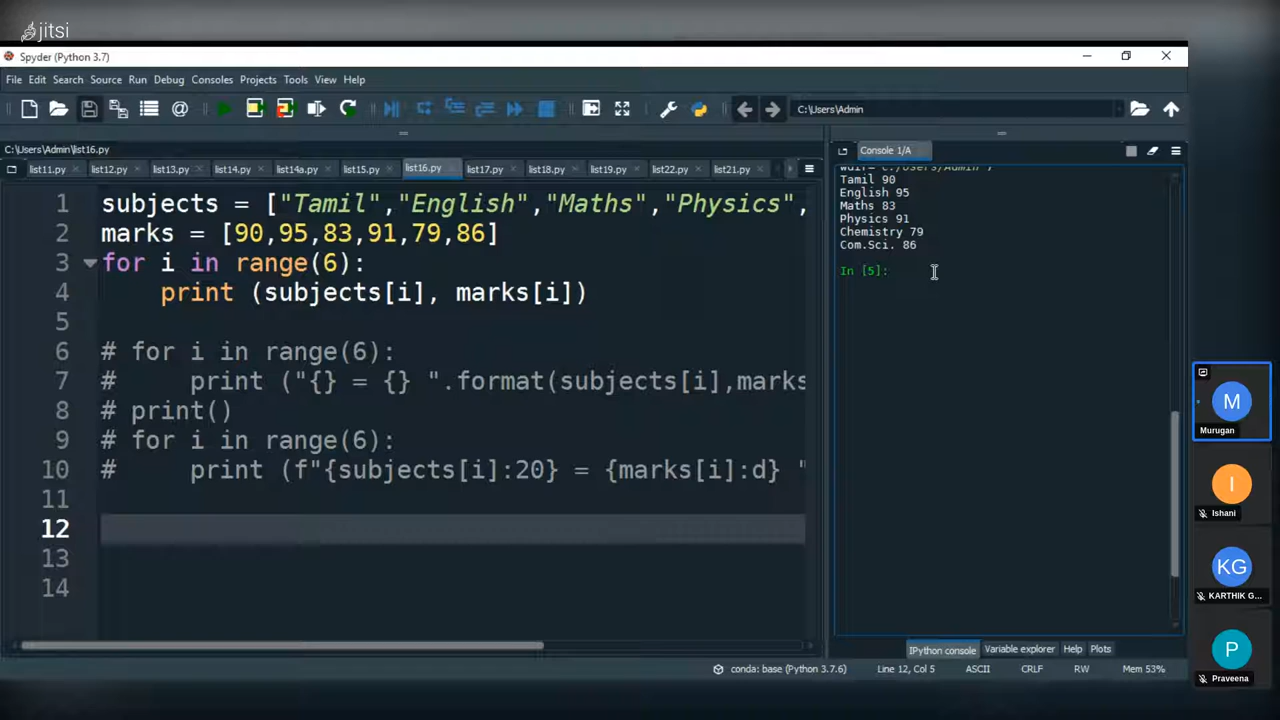 jitsi
Spyder (Python 3.7)
File Edit Search Source Run Debug Consoles Projects Tools View Help
C:\Users\Admin
C:\Users\Admin\list16.py
list11.py list12.py list13.py list14.py list14a.py list15.py list16.py list17.py list18.py list19.py list22.py list21.py
Console 1/A
1 subjects = ["Tamil","English","Maths","Physics",
2 marks = [90,95,83,91,79,86]
3 for i in range(6):
4 print (subjects[i], marks[i])
5
6 # for i in range(6):
7 # print ("{} = {} ".format(subjects[i],marks
8 # print()
9 # for i in range(6):
10 # print (f"{subjects[i]:20} = {marks[i]:d} "
11
12
13
14
wdir='C:/Users/Admin')
Tamil 90
English 95
Maths 83
Physics 91
Chemistry 79
Com.Sci. 86
In [5]:
IPython console Variable explorer Help Plots
conda: base (Python 3.7.6) Line 12, Col 5 ASCII CRLF RW Mem 53%
M
Murugan
I
Ishani
KG
KARTHIK G...
P
Praveena